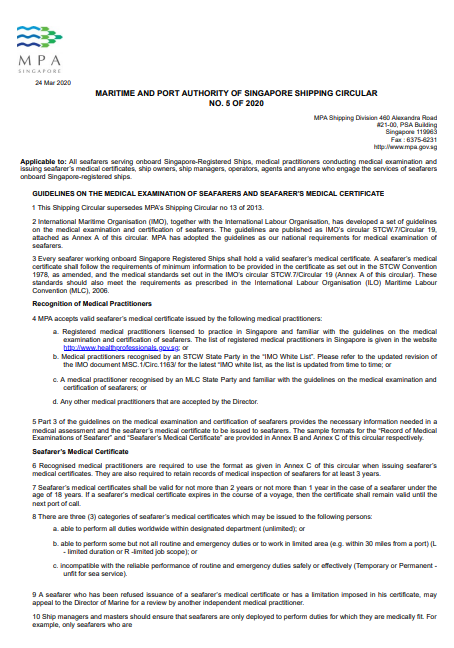 MPA
SINGAPORE
24 Mar 2020
MARITIME AND PORT AUTHORITY OF SINGAPORE SHIPPING CIRCULAR
NO. 5 OF 2020
MPA Shipping Division 460 Alexandra Road
#21-00, PSA Building
Singapore 119963
Fax : 6375-6231
http://www.mpa.gov.sg
Applicable to: All seafarers serving onboard Singapore-Registered Ships, medical practitioners conducting medical examination and
issuing seafarer's medical certificates, ship owners, ship managers, operators, agents and anyone who engage the services of seafarers
onboard Singapore-registered ships.
GUIDELINES ON THE MEDICAL EXAMINATION OF SEAFARERS AND SEAFARER'S MEDICAL CERTIFICATE
1 This Shipping Circular supersedes MPA's Shipping Circular no 13 of 2013.
2 International Maritime Organisation (IMO), together with the International Labour Organisation, has developed a set of guidelines
on the medical examination and certification of seafarers. The guidelines are published as IMO's circular STCW.7/Circular 19,
attached as Annex A of this circular. MPA has adopted the guidelines as our national requirements for medical examination of
seafarers.
3 Every seafarer working onboard Singapore Registered Ships shall hold a valid seafarer's medical certificate. A seafarer's medical
certificate shall follow the requirements of minimum information to be provided in the certificate as set out in the STCW Convention
1978, as amended, and the medical standards set out in the IMO's circular STCW.7/Circular 19 (Annex A of this circular). These
standards should also meet the requirements as prescribed in International Labour Organisation (ILO) Maritime Labour
Convention (MLC), 2006.
Recognition of Medical Practitioners
4 MPA accepts valid seafarer's medical certificate issued by the following medical practitioners:
a. Registered medical practitioners licensed to practice in Singapore and familiar with the guidelines on the medical
examination and certification of seafarers. The list of registered medical practitioners in Singapore is given in the website
http://www.healthprofessionals.gov.sg; or
b. Medical practitioners recognised by an STCW State Party in the "IMO White List". Please refer to the updated revision of
the IMO document MSC.1/Circ.1163/ for the latest "IMO white list, as the list is updated from time to time; or
c. A medical practitioner recognised by an MLC State Party and familiar with the guidelines on the medical examination and
certification of seafarers; or
d. Any other medical practitioners that are accepted by the Director.
5 Part 3 of the guidelines on the medical examination and certification of seafarers provides the necessary information needed in a
medical assessment and the seafarer's medical certificate to be issued to seafarers. The sample formats for the "Record of Medical
Examinations of Seafarer" and "Seafarer's Medical Certificate" are provided in Annex B and Annex C of this circular respectively.
Seafarer's Medical Certificate
6 Recognised medical practitioners are required to use the format as given in Annex C of this circular when issuing seafarer's
medical certificates. They are also required to retain records of medical inspection of seafarers for at least 3 years.
7 Seafarer's medical certificates shall be valid for not more than 2 years or not more than 1 year in the case of a seafarer under the
age of 18 years. If a seafarer's medical certificate expires in the course of a voyage, then the certificate shall remain valid until the
next port of call.
8 There are three (3) categories of seafarer's medical certificates which may be issued to the following persons:
a. able to perform all duties worldwide within designated department (unlimited); or
b. able to perform some but not all routine and emergency duties or to work in limited area (e.g. within 30 miles from a port) (L
- limited duration or R -limited job scope); or
c. incompatible with the reliable performance of routine and emergency duties safely or effectively (Temporary or Permanent -
unfit for sea service).
9 A seafarer who has been refused issuance of a seafarer's medical certificate or has a limitation imposed in his certificate, may
appeal to the Director of Marine for a review by another independent medical practitioner.
10 Ship managers and masters should ensure that seafarers are only deployed to perform duties for which they are medically fit. For
example, only seafarers who are